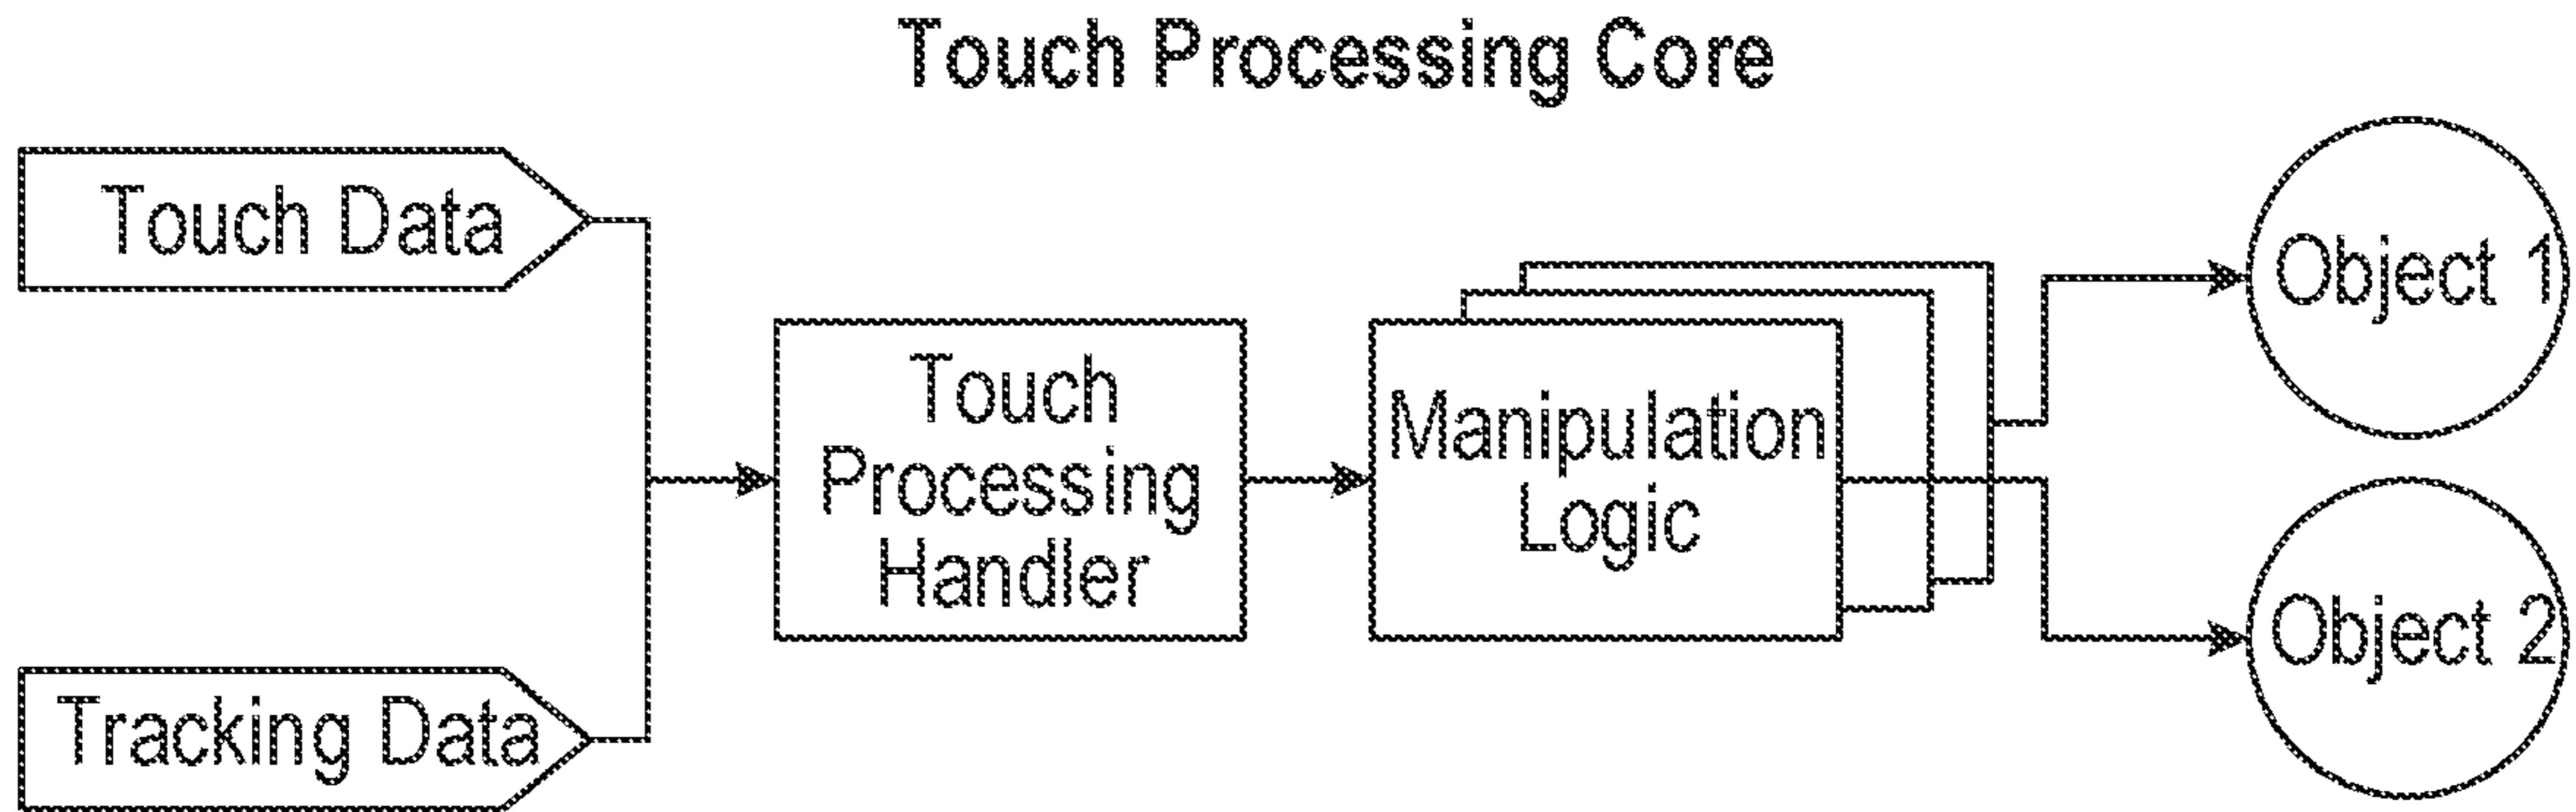 Touch Processing Core
Touch Data
Tracking Data
Touch
Processing
Handler
Manipulation
Logic
Object 1
Object 2